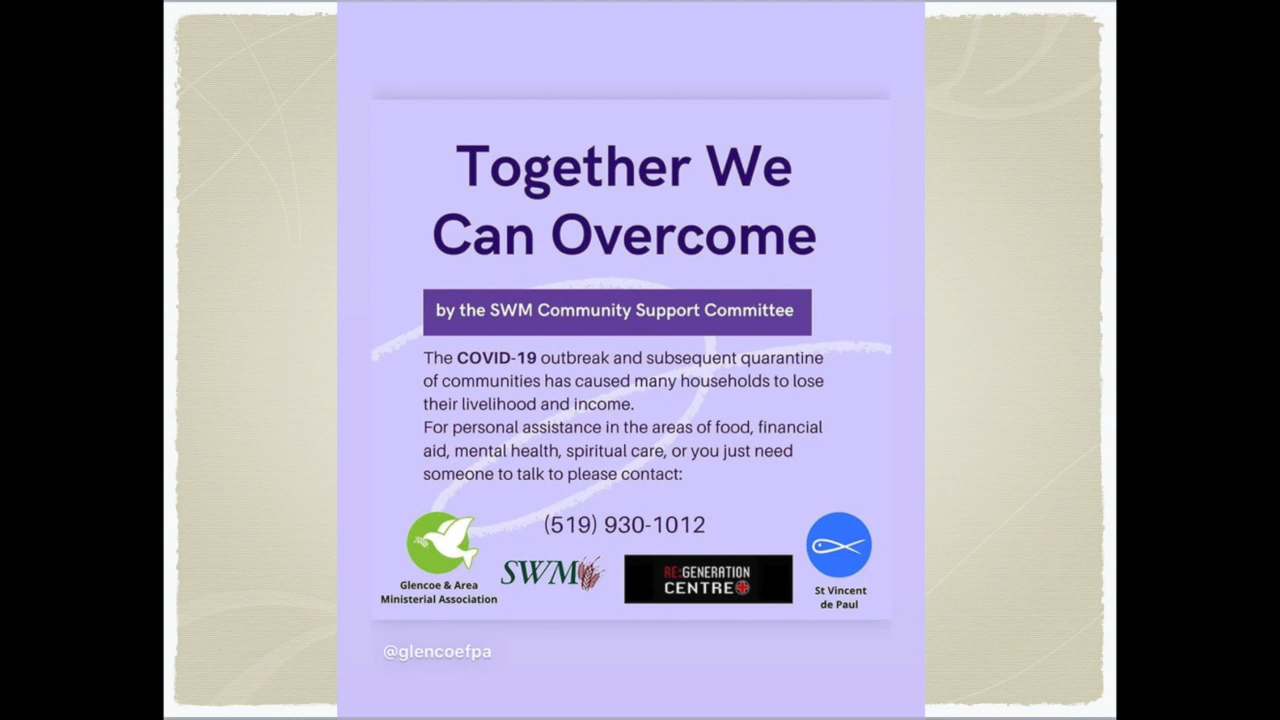 Together We
Can Overcome
by the SWM Community Support Committee
The COVID-19 outbreak and subsequent quarantine
of communities has caused many households to lose
their livelihood and income.
For personal assistance in the areas of food, financial
aid, mental health, spiritual care, or you just need
someone to talk to please contact:
(519) 930-1012
Glencoe & Area
Ministerial Association
SWM
RE:GENERATION
CENTRE
St Vincent
de Paul
@glencoefpa